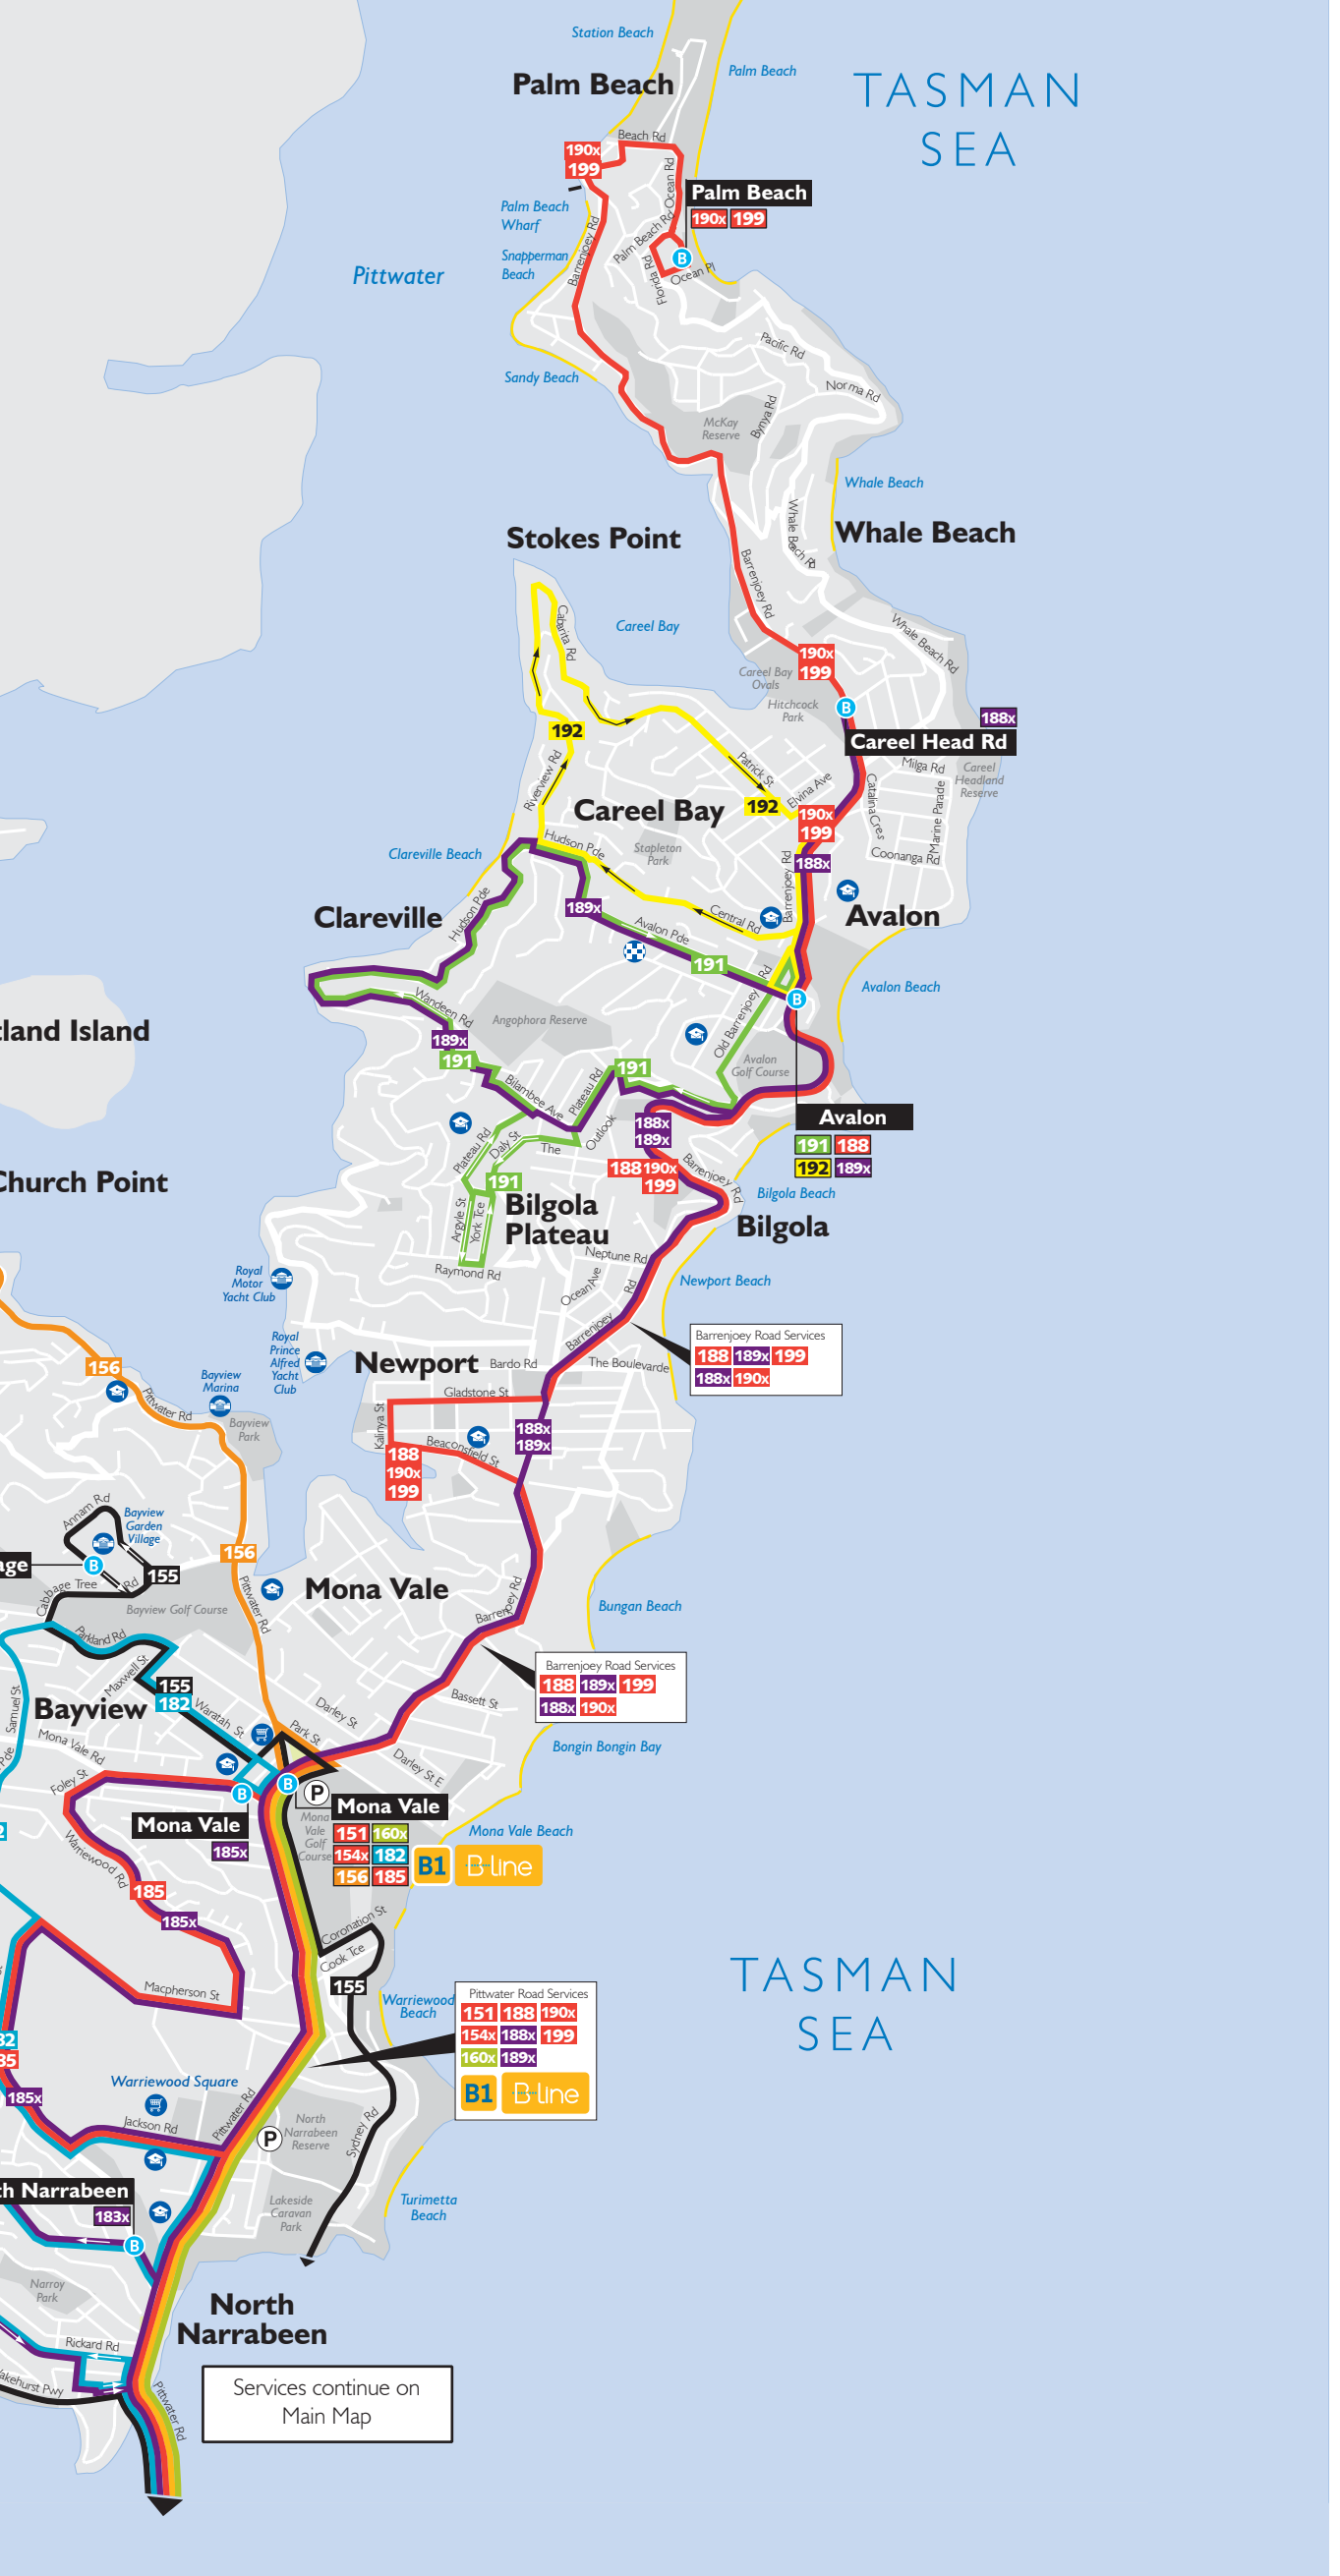 Station Beach
Palm Beach
Palm Beach
TASMAN
SEA
Beach Rd
190x
199
Ocean Rd
Palm Beach
190x 199
Palm Beach
Wharf
Palm Beach Rd
Barrenjoey Rd
Snapperman
Beach
Florida Rd
B
Ocean Pl
Pittwater
Pacific Rd
Sandy Beach
Norma Rd
Bynya Rd
McKay
Reserve
Whale Beach
Whale Beach Rd
Whale Beach
Stokes Point
Barrenjoey Rd
Cabarita Rd
Careel Bay
Whale Beach Rd
190x
199
Careel Bay
Ovals
Hitchcock
Park
B
188x
Careel Head Rd
192
Riverview Rd
Patrick St
Milga Rd
Careel
Headland
Reserve
Catalina Cres
Marine Parade
Elvina Ave
192
Careel Bay
190x
199
Hudson Pde
Stapleton
Park
Clareville Beach
188x
Coonanga Rd
Barrenjoey Rd
Clareville
Hudson Pde
189x
Central Rd
Avalon
Avalon Pde
191
Avalon Beach
Old Barrenjoey Rd
B
Wandeen Rd
Angophora Reserve
tland Island
189x
191
Avalon
Golf Course
191
Bilambee Ave
Plateau Rd
Avalon
191 188
192 189x
188x
189x
Plateau Rd
Daly St
The
Outlook
188 190x
199
Barrenjoey Rd
Church Point
191
Bilgola Beach
Bilgola
Plateau
Bilgola
Argyle St
York Tce
Neptune Rd
Raymond Rd
Ocean Ave
Rd
Newport Beach
Royal
Motor
Yacht Club
Barrenjoey
Barrenjoey Road Services
188 189x 199
188x 190x
Royal
Prince
Alfred
Yacht
Club
Newport
Bardo Rd
The Boulevarde
156
Bayview
Marina
Gladstone St
Pittwater Rd
Bayview
Park
Kalinya St
188x
189x
Beaconsfield St
188
190x
199
Annam Rd
Bayview
Garden
Village
156
age
B
155
Cabbage Tree
Rd
Mona Vale
Pittwater Rd
Bayview Golf Course
Barrenjoey Rd
Bungan Beach
Parkland Rd
Barrenjoey Road Services
188 189x 199
188x 190x
Maxwell St
155
182
Samuel St
Bayview
Waratah St
Darley St
Bassett St
Park St
Mona Vale Rd
Pde
Bongin Bongin Bay
Darley St E
Foley St
B
B
P
Mona Vale
Mona Vale
185x
Mona
Vale
Golf
Course
151 160x
154x 182
156 185
B1 B-Line
Mona Vale Beach
2
Warriewood Rd
185
185x
Coronation St
Cook Tce
TASMAN
SEA
155
Macpherson St
Warriewood
Beach
Pittwater Road Services
151 188 190x
154x 188x 199
160x 189x
B1 B-Line
82
85
Warriewood Square
185x
Jackson Rd
Pittwater Rd
P
North
Narrabeen
Reserve
Sydney Rd
th Narrabeen
183x
B
Lakeside
Caravan
Park
Turimetta
Beach
Narroy
Park
North
Narrabeen
Rickard Rd
akehurst Pwy
Pittwater Rd
Services continue on
Main Map